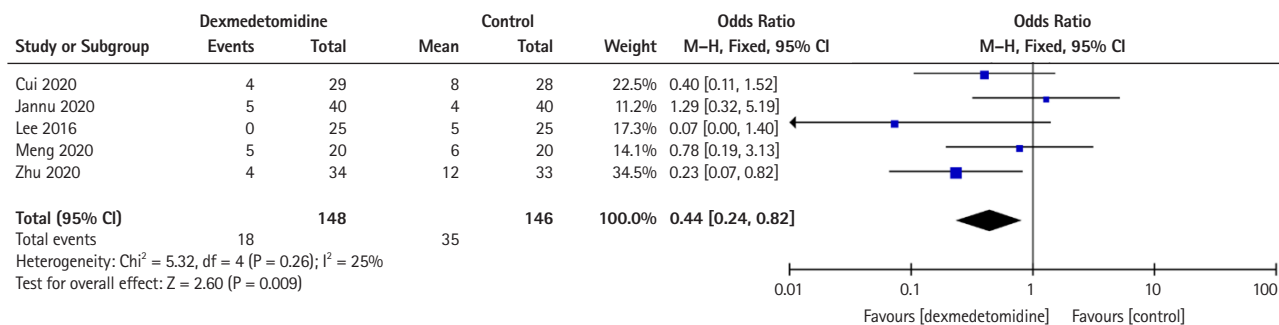 Dexmedetomidine Control Odds Ratio Odds Ratio
Study or Subgroup Events Total Mean Total Weight M–H, Fixed, 95% CI M–H, Fixed, 95% CI
Cui 2020 4 29 8 28 22.5% 0.40 [0.11, 1.52]
Jannu 2020 5 40 4 40 11.2% 1.29 [0.32, 5.19]
Lee 2016 0 25 5 25 17.3% 0.07 [0.00, 1.40]
Meng 2020 5 20 6 20 14.1% 0.78 [0.19, 3.13]
Zhu 2020 4 34 12 33 34.5% 0.23 [0.07, 0.82]
Total (95% CI) 148 146 100.0% 0.44 [0.24, 0.82]
Total events 18 35
Heterogeneity: Chi² = 5.32, df = 4 (P = 0.26); I² = 25%
Test for overall effect: Z = 2.60 (P = 0.009)
0.01 0.1 1 10 100
Favours [dexmedetomidine] Favours [control]